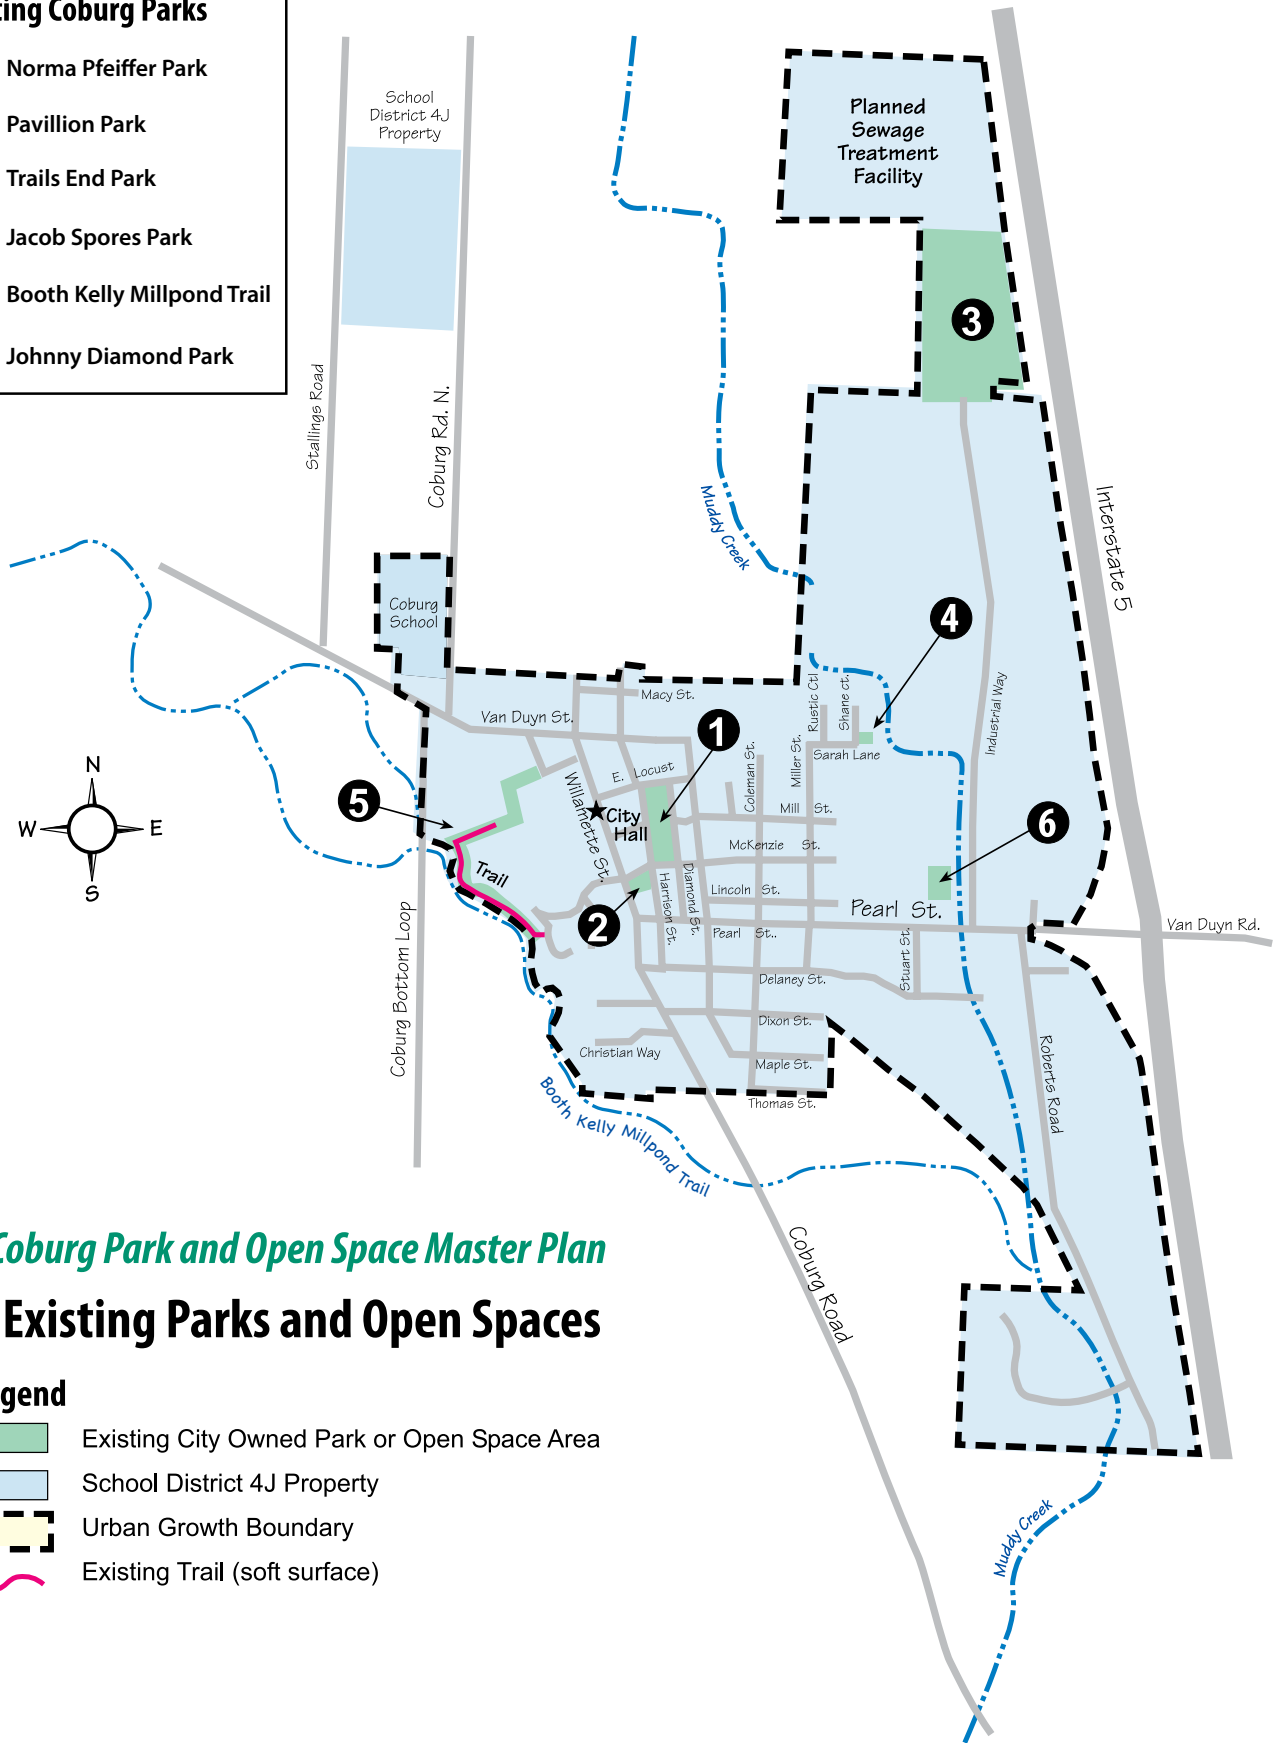 ting Coburg Parks
Norma Pfeiffer Park
Pavillion Park
Trails End Park
Jacob Spores Park
Booth Kelly Millpond Trail
Johnny Diamond Park
School
District 4J
Property
Planned
Sewage
Treatment
Facility
3
Stallings Road
Coburg Rd. N.
Muddy Creek
Interstate 5
Coburg
School
4
Macy St.
Van Duyn St.
1
Rustic Ct
Shane ct.
Sarah Lane
Industrial Way
E. Locust
Coleman St.
Miller St.
N
W
E
S
5
Willamette St.
City
Hall
Mill St.
6
McKenzie St.
Trail
Diamond St.
Harrison St.
Lincoln St.
Pearl St.
2
Pearl St..
Stuart St.
Van Duyn Rd.
Coburg Bottom Loop
Delaney St.
Dixon St.
Christian Way
Maple St.
Roberts Road
Thomas St.
Booth Kelly Millpond Trail
Coburg Road
Coburg Park and Open Space Master Plan
Existing Parks and Open Spaces
gend
Existing City Owned Park or Open Space Area
School District 4J Property
Urban Growth Boundary
Existing Trail (soft surface)
Muddy Creek